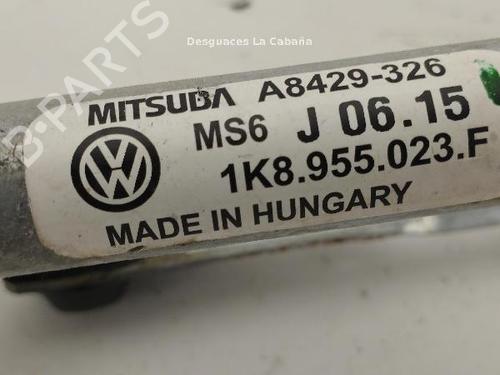 Desguaces La Cabaña
MITSUBA A8429-326
MS6 J 06.15
1K8.955.023.F
MADE IN HUNGARY
B-PARTS